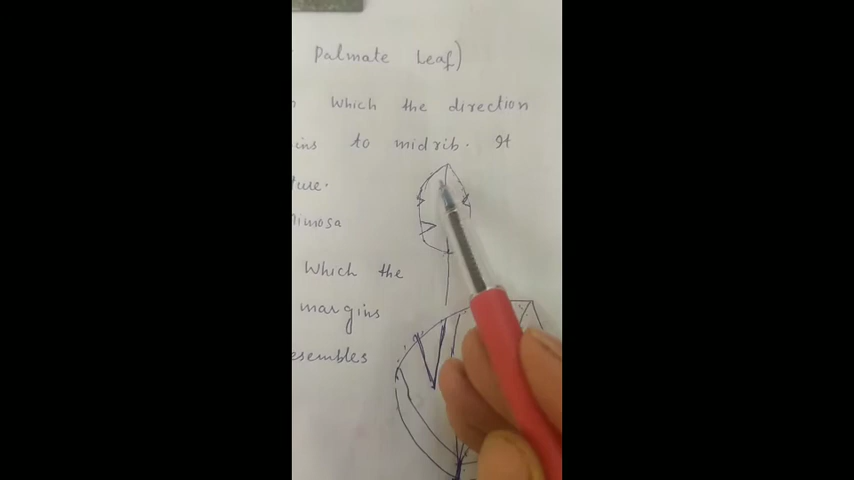 Palmate Leaf)
Which the direction
ins to midrib. It
ture.
imosa
Which the
margins
esembles